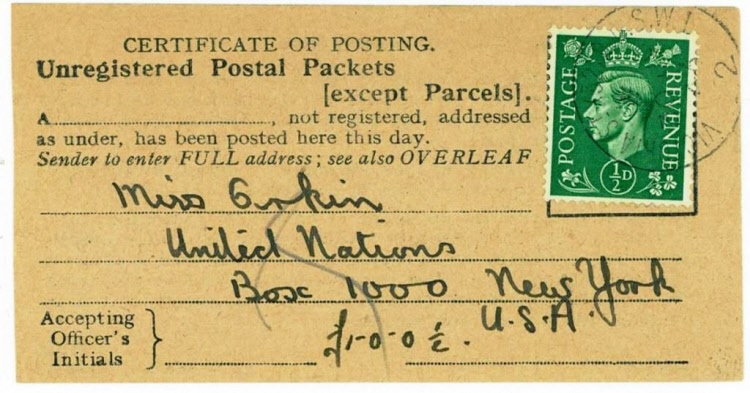 CERTIFICATE OF POSTING.
Unregistered Postal Packets
[except Parcels].
A.............................., not registered, addressed
as under, has been posted here this day.
Sender to enter FULL address; see also OVERLEAF
POSTAGE
REVENUE
½D
S.W.1
Miss Erkin
United Nations
Box 1000 New York
U.S.A.
£1-0-0½.
Accepting
Officer's
Initials